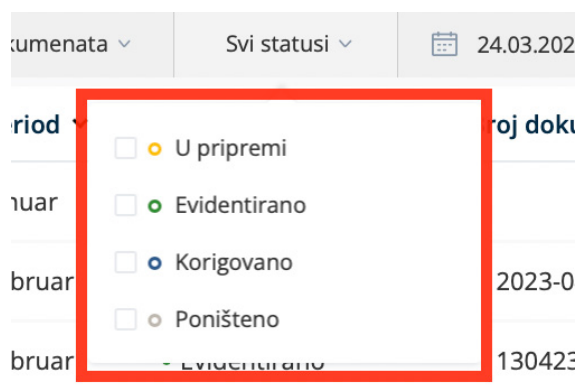 kumenata Svi statusi 24.03.202
riod roj doku
nuar U pripremi
Evidentirano
bruar Korigovano 2023-0
Poništeno
bruar Evidentirano 130423